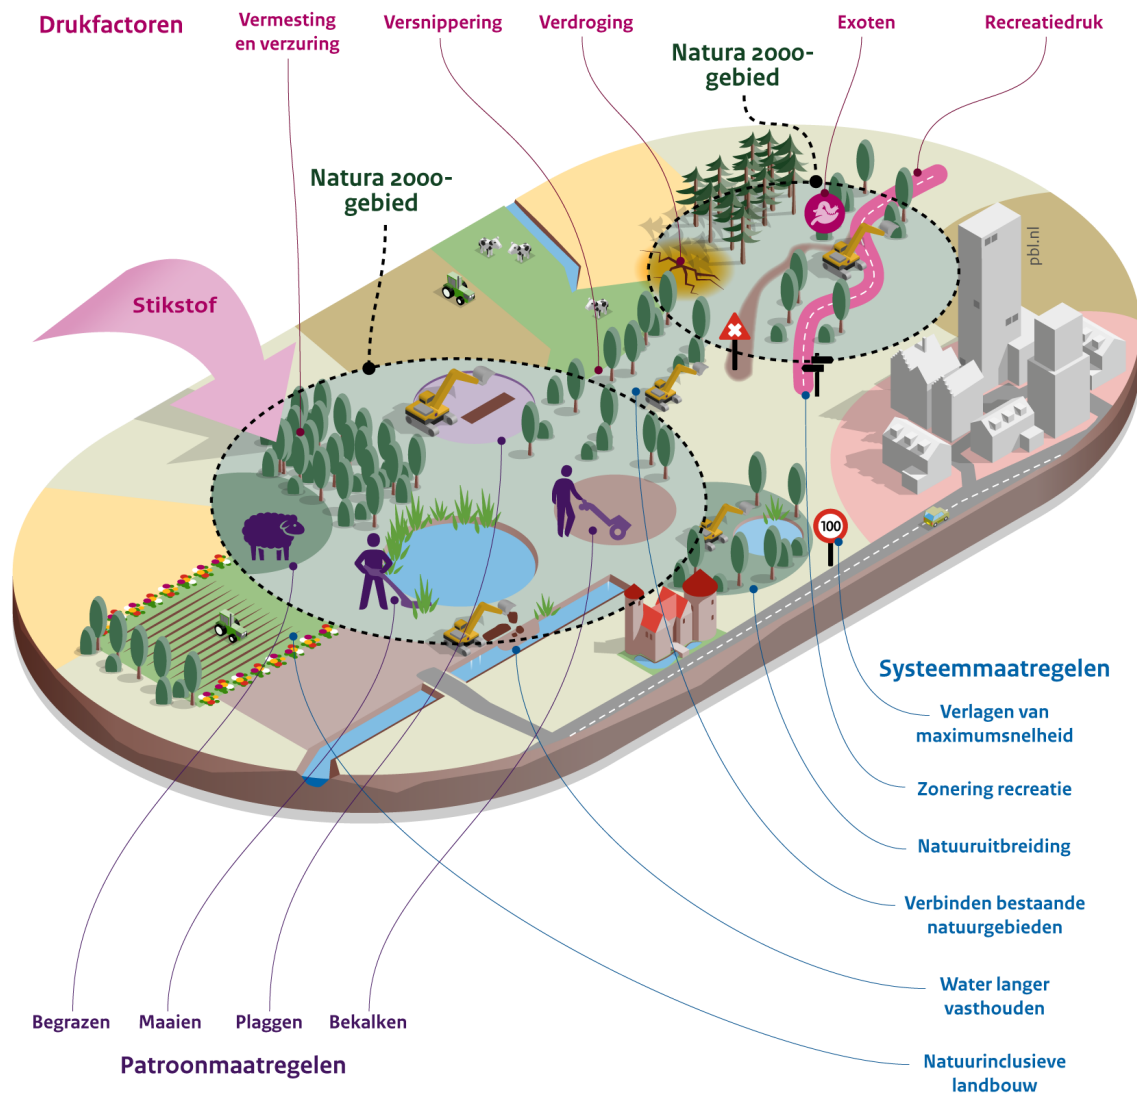 Drukfactoren
Vermesting
en verzuring
Versnippering
Verdroging
Exoten
Recreatiedruk
Natura 2000-
gebied
Natura 2000-
gebied
Stikstof
pbl.nl
100
Systeemmaatregelen
Verlagen van
maximumsnelheid
Zonering recreatie
Natuuruitbreiding
Verbinden bestaande
natuurgebieden
Water langer
vasthouden
Natuurinclusieve
landbouw
Begrazen
Maaien
Plaggen
Bekalken
Patroonmaatregelen